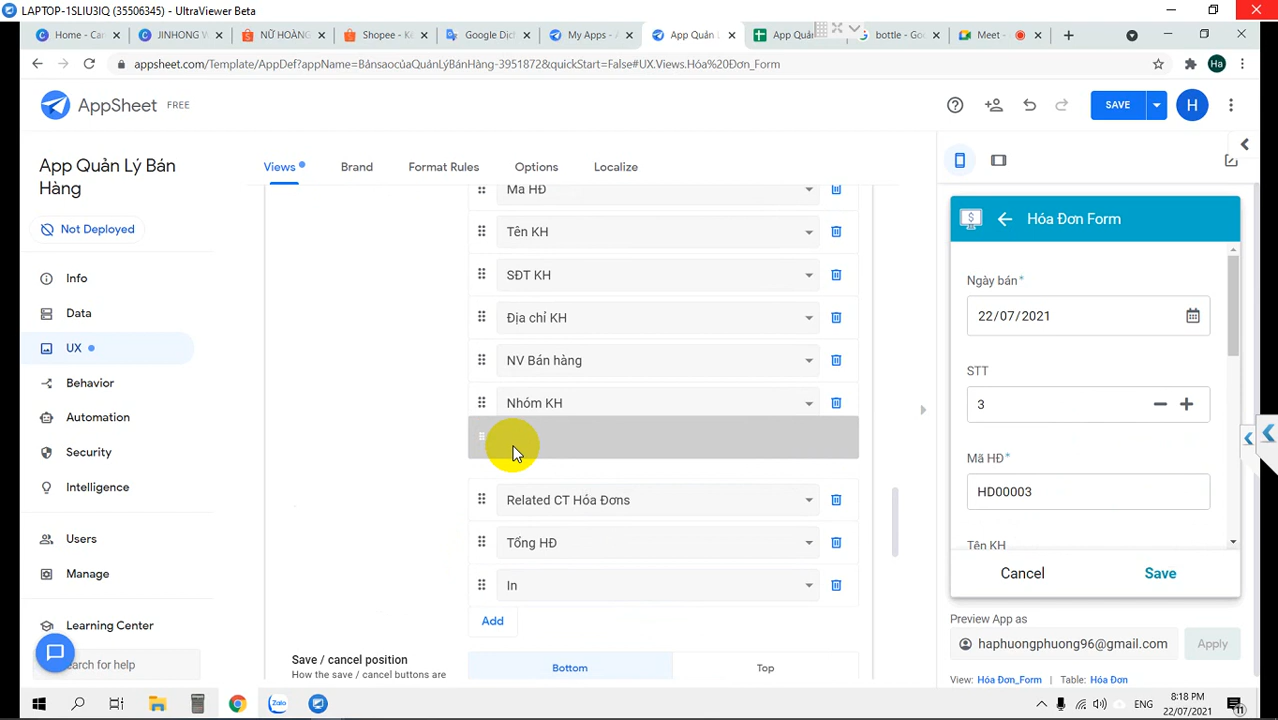 LAPTOP-1SLIU3IQ (35506345) - UltraViewer Beta
Home - Can
JINHONG V
NỮ HOÀNG
Shopee - K
Google Dịc
My Apps - A
App Quản L
App Quả
bottle - Goo
Meet -
appsheet.com/Template/AppDef?appName=BảnsaocủaQuảnLýBánHàng-3951872&quickStart=False#UX.Views.Hóa%20Đơn_Form
Ha
AppSheet FREE
SAVE
H
App Quản Lý Bán
Hàng
Not Deployed
Info
Data
UX
Behavior
Automation
Security
Intelligence
Users
Manage
Learning Center
earch for help
Views
Brand
Format Rules
Options
Localize
Mã HĐ
Tên KH
SĐT KH
Địa chỉ KH
NV Bán hàng
Nhóm KH
Related CT Hóa Đơns
Tổng HĐ
In
Add
Save / cancel position
How the save / cancel buttons are
Bottom
Top
Hóa Đơn Form
Ngày bán*
22/07/2021
STT
3
Mã HĐ*
HD00003
Tên KH
Cancel
Save
Preview App as
haphuongphuong96@gmail.com
Apply
View: Hóa Đơn_Form | Table: Hóa Đơn
Zalo
ENG
8:18 PM
22/07/2021
11